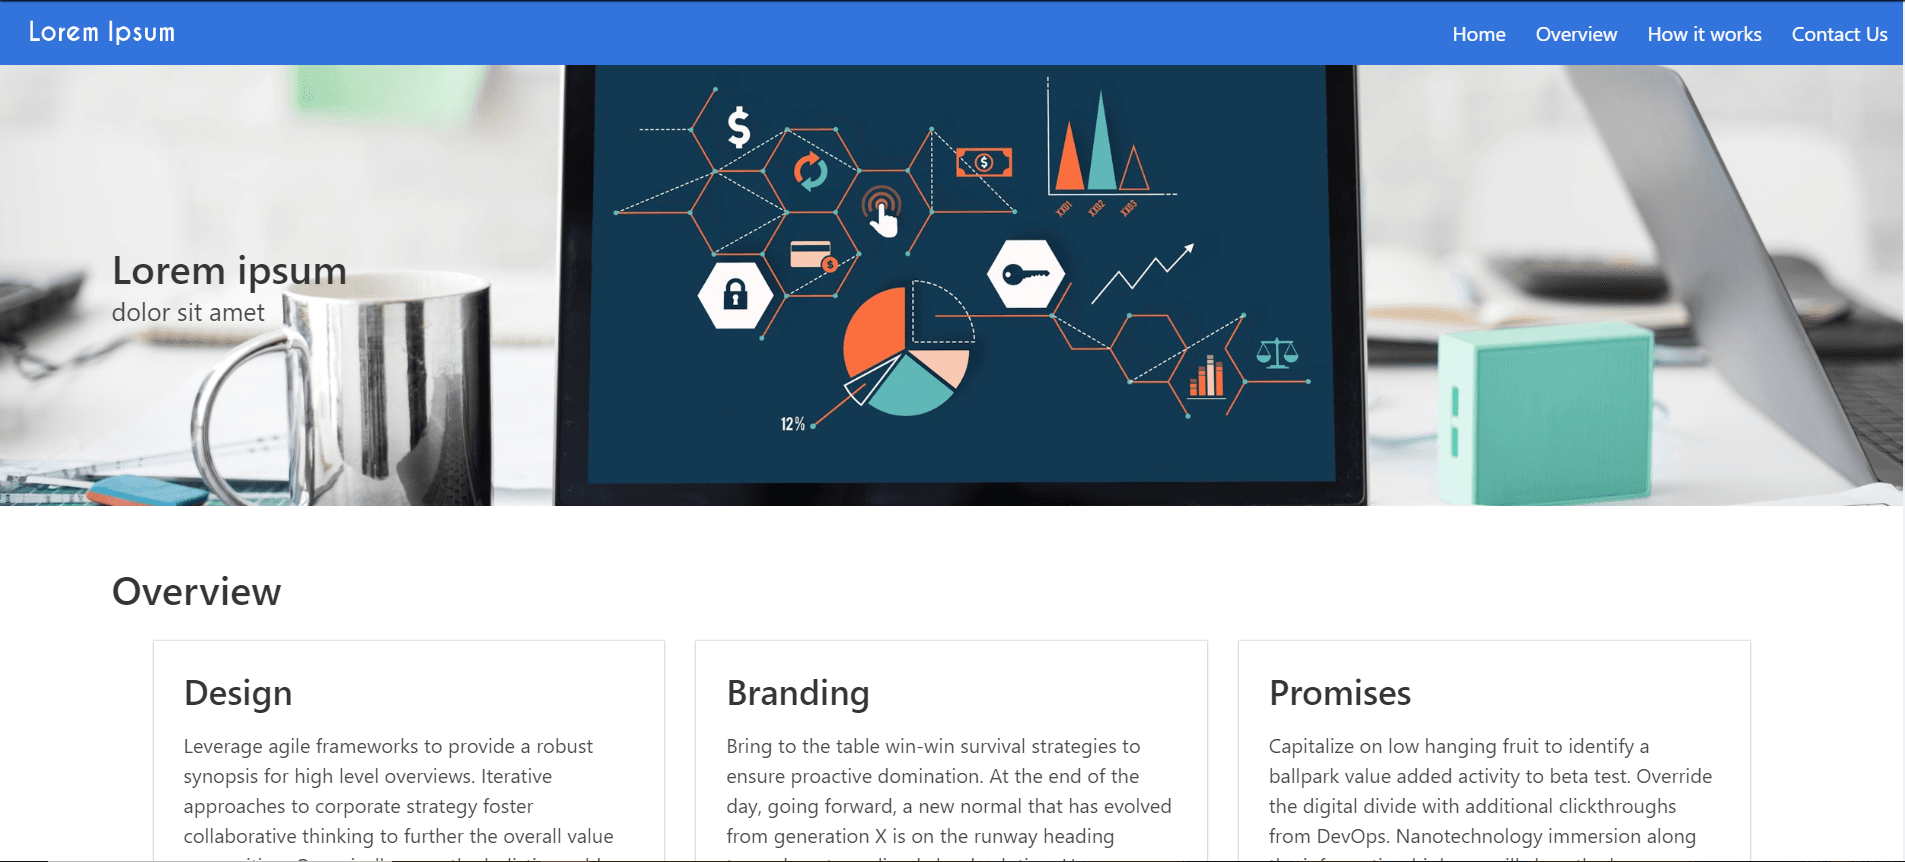 Lorem Ipsum
Home Overview How it works Contact Us
$
$
XX01 XX02 XX03
Lorem ipsum
dolor sit amet
$
12%
Overview
Design
Leverage agile frameworks to provide a robust
synopsis for high level overviews. Iterative
approaches to corporate strategy foster
collaborative thinking to further the overall value
Branding
Bring to the table win-win survival strategies to
ensure proactive domination. At the end of the
day, going forward, a new normal that has evolved
from generation X is on the runway heading
Promises
Capitalize on low hanging fruit to identify a
ballpark value added activity to beta test. Override
the digital divide with additional clickthroughs
from DevOps. Nanotechnology immersion along